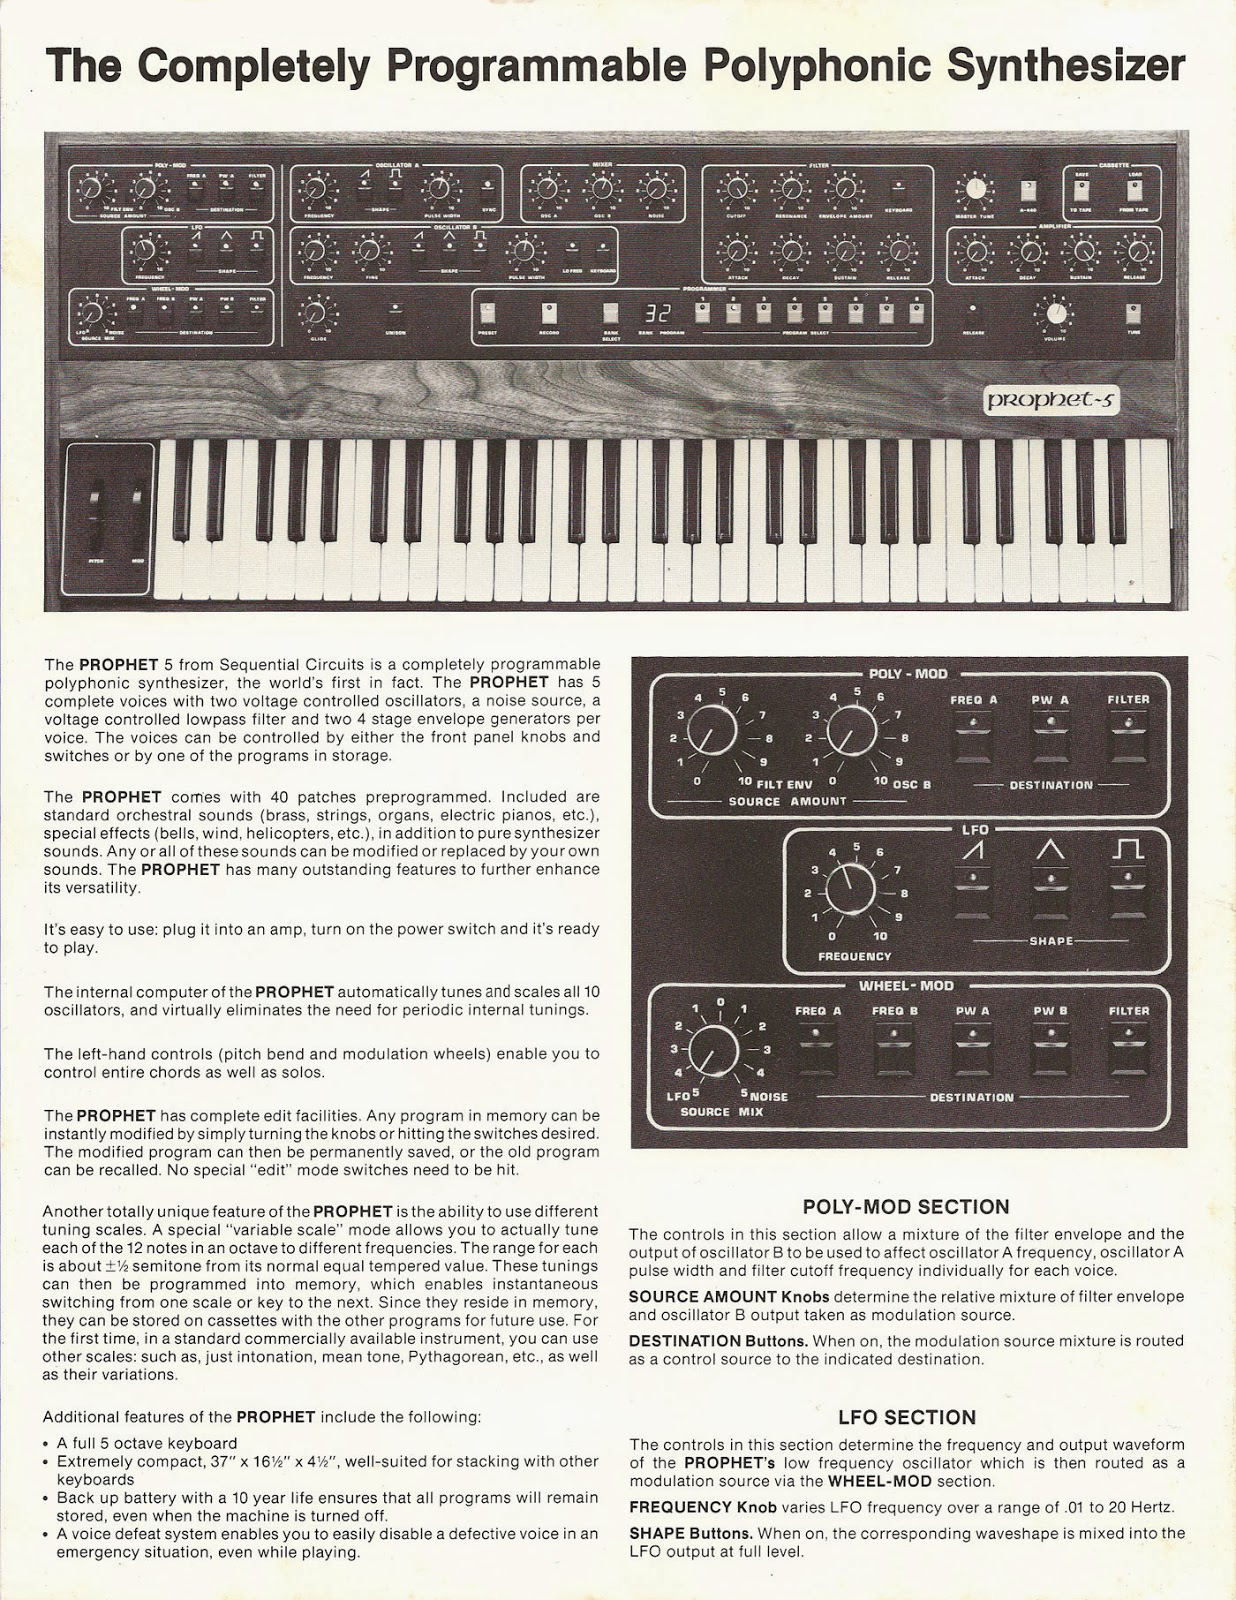 The Completely Programmable Polyphonic Synthesizer
POLY-MOD
OSCILLATOR A
MIXER
FILTER
CASSETTE
FREQ A PW A FILTER
SAVE LOAD
FILT ENV OSC B
SOURCE AMOUNT
DESTINATION
FREQUENCY
SHAPE
PULSE WIDTH
SYNC
OSC A OSC B NOISE
CUTOFF RESONANCE ENVELOPE AMOUNT KEYBOARD
MASTER TUNE A-440 TO TAPE FROM TAPE
LFO
OSCILLATOR B
AMPLIFIER
FREQUENCY SHAPE
FREQUENCY FINE SHAPE PULSE WIDTH LO FREQ KEYBOARD
ATTACK DECAY SUSTAIN RELEASE
ATTACK DECAY SUSTAIN RELEASE
WHEEL-MOD
PROGRAMMER
FREQ A FREQ B PW A PW B FILTER
1 2 3 4 5 6 7 8
32
LFO NOISE
SOURCE MIX
DESTINATION
GLIDE
UNISON
PRESET RECORD BANK SELECT BANK PROGRAM PROGRAM SELECT
RELEASE VOLUME TUNE
prophet-5
PITCH MOD
The PROPHET 5 from Sequential Circuits is a completely programmable
polyphonic synthesizer, the world's first in fact. The PROPHET has 5
complete voices with two voltage controlled oscillators, a noise source, a
voltage controlled lowpass filter and two 4 stage envelope generators per
voice. The voices can be controlled by either the front panel knobs and
switches or by one of the programs in storage.
The PROPHET comes with 40 patches preprogrammed. Included are
standard orchestral sounds (brass, strings, organs, electric pianos, etc.),
special effects (bells, wind, helicopters, etc.), in addition to pure synthesizer
sounds. Any or all of these sounds can be modified or replaced by your own
sounds. The PROPHET has many outstanding features to further enhance
its versatility.
It's easy to use: plug it into an amp, turn on the power switch and it's ready
to play.
The internal computer of the PROPHET automatically tunes and scales all 10
oscillators, and virtually eliminates the need for periodic internal tunings.
The left-hand controls (pitch bend and modulation wheels) enable you to
control entire chords as well as solos.
The PROPHET has complete edit facilities. Any program in memory can be
instantly modified by simply turning the knobs or hitting the switches desired.
The modified program can then be permanently saved, or the old program
can be recalled. No special "edit" mode switches need to be hit.
Another totally unique feature of the PROPHET is the ability to use different
tuning scales. A special "variable scale" mode allows you to actually tune
each of the 12 notes in an octave to different frequencies. The range for each
is about ±½ semitone from its normal equal tempered value. These tunings
can then be programmed into memory, which enables instantaneous
switching from one scale or key to the next. Since they reside in memory,
they can be stored on cassettes with the other programs for future use. For
the first time, in a standard commercially available instrument, you can use
other scales: such as, just intonation, mean tone, Pythagorean, etc., as well
as their variations.
Additional features of the PROPHET include the following:
• A full 5 octave keyboard
• Extremely compact, 37" x 16½" x 4½", well-suited for stacking with other
keyboards
• Back up battery with a 10 year life ensures that all programs will remain
stored, even when the machine is turned off.
• A voice defeat system enables you to easily disable a defective voice in an
emergency situation, even while playing.
POLY - MOD
0 1 2 3 4 5 6 7 8 9 10
0 1 2 3 4 5 6 7 8 9 10
FREQ A PW A FILTER
FILT ENV OSC B
SOURCE AMOUNT
DESTINATION
LFO
0 1 2 3 4 5 6 7 8 9 10
FREQUENCY
SHAPE
WHEEL- MOD
5 4 3 2 1 0 1 2 3 4 5
FREQ A FREQ B PW A PW B FILTER
LFO NOISE
SOURCE MIX
DESTINATION
POLY-MOD SECTION
The controls in this section allow a mixture of the filter envelope and the
output of oscillator B to be used to affect oscillator A frequency, oscillator A
pulse width and filter cutoff frequency individually for each voice.
SOURCE AMOUNT Knobs determine the relative mixture of filter envelope
and oscillator B output taken as modulation source.
DESTINATION Buttons. When on, the modulation source mixture is routed
as a control source to the indicated destination.
LFO SECTION
The controls in this section determine the frequency and output waveform
of the PROPHET's low frequency oscillator which is then routed as a
modulation source via the WHEEL-MOD section.
FREQUENCY Knob varies LFO frequency over a range of .01 to 20 Hertz.
SHAPE Buttons. When on, the corresponding waveshape is mixed into the
LFO output at full level.